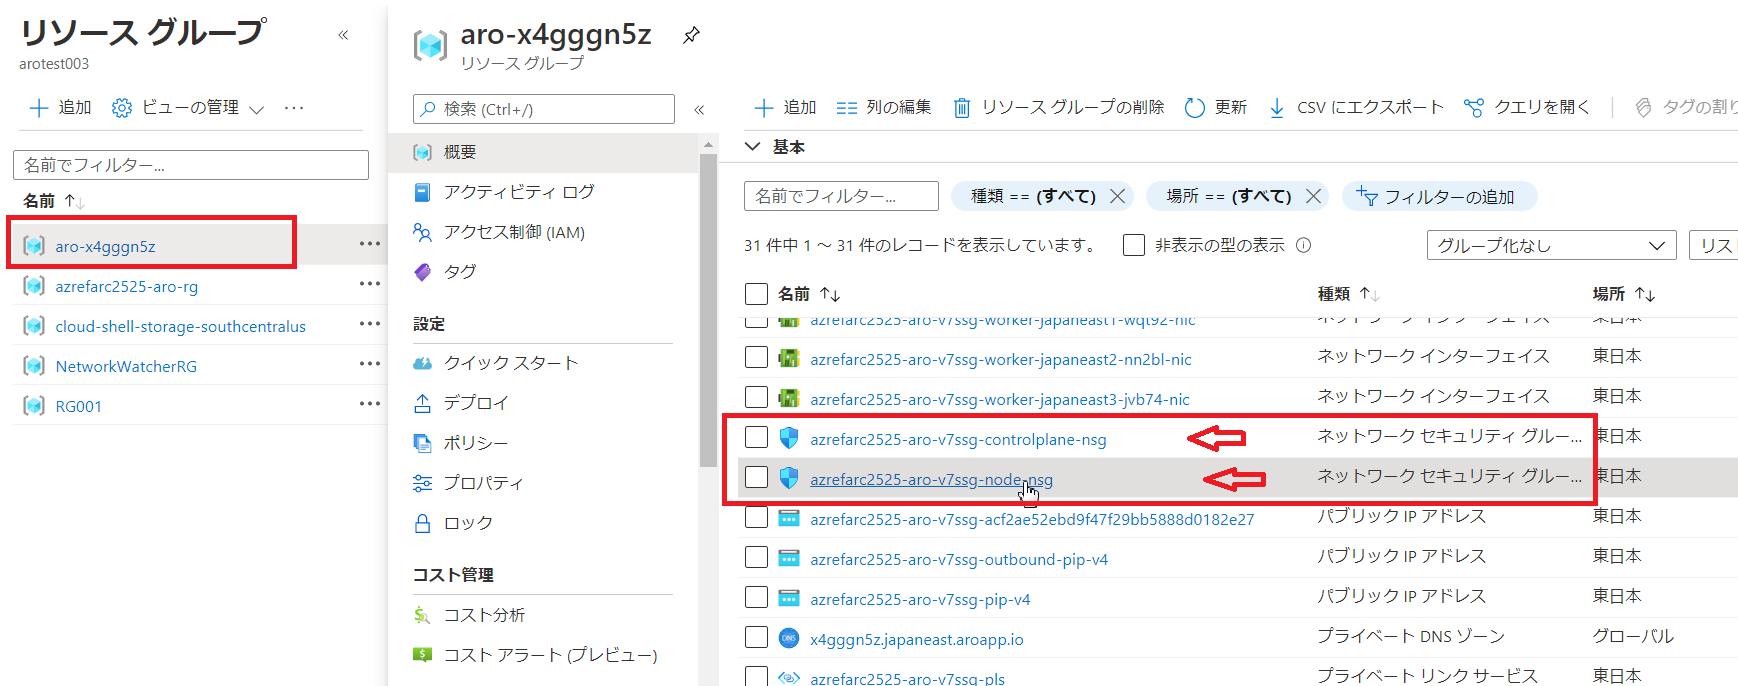 リソース グループ
arotest003
追加
ビューの管理
名前でフィルター...
名前
aro-x4gggn5z
azrefarc2525-aro-rg
cloud-shell-storage-southcentralus
NetworkWatcherRG
RG001
aro-x4gggn5z
リソース グループ
検索 (Ctrl+/)
概要
アクティビティ ログ
アクセス制御 (IAM)
タグ
設定
クイック スタート
デプロイ
ポリシー
プロパティ
ロック
コスト管理
コスト分析
コスト アラート (プレビュー)
追加 列の編集 リソース グループの削除 更新 CSV にエクスポート クエリを開く タグの割り
基本
名前でフィルター... 種類 == (すべて) 場所 == (すべて) フィルターの追加
31 件中 1 ～ 31 件のレコードを表示しています。 非表示の型の表示 グループ化なし リスト
名前 種類 場所
azrefarc2525-aro-v7ssg-worker-japaneast1-wqt92-nic ネットワーク インターフェイス 東日本
azrefarc2525-aro-v7ssg-worker-japaneast2-nn2bl-nic ネットワーク インターフェイス 東日本
azrefarc2525-aro-v7ssg-worker-japaneast3-jvb74-nic ネットワーク インターフェイス 東日本
azrefarc2525-aro-v7ssg-controlplane-nsg ネットワーク セキュリティ グルー... 東日本
azrefarc2525-aro-v7ssg-node-nsg ネットワーク セキュリティ グルー... 東日本
azrefarc2525-aro-v7ssg-acf2ae52ebd9f47f29bb5888d0182e27 パブリック IP アドレス 東日本
azrefarc2525-aro-v7ssg-outbound-pip-v4 パブリック IP アドレス 東日本
azrefarc2525-aro-v7ssg-pip-v4 パブリック IP アドレス 東日本
DNS x4gggn5z.japaneast.aroapp.io プライベート DNS ゾーン グローバル
azrefarc2525-aro-v7ssg-pls プライベート リンク サービス 東日本